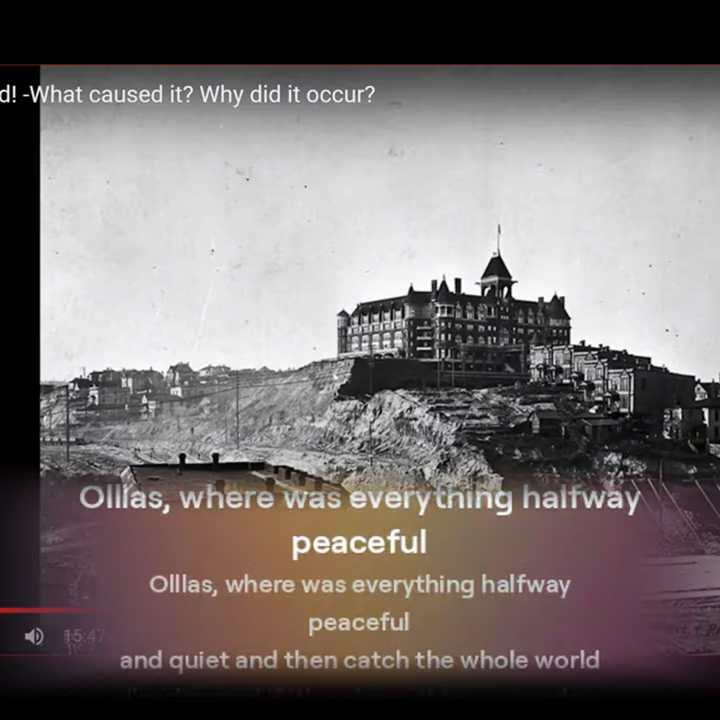 d! -What caused it? Why did it occur?
Olllas, where was everything halfway
peaceful
Olllas, where was everything halfway
peaceful
and quiet and then catch the whole world
15:47